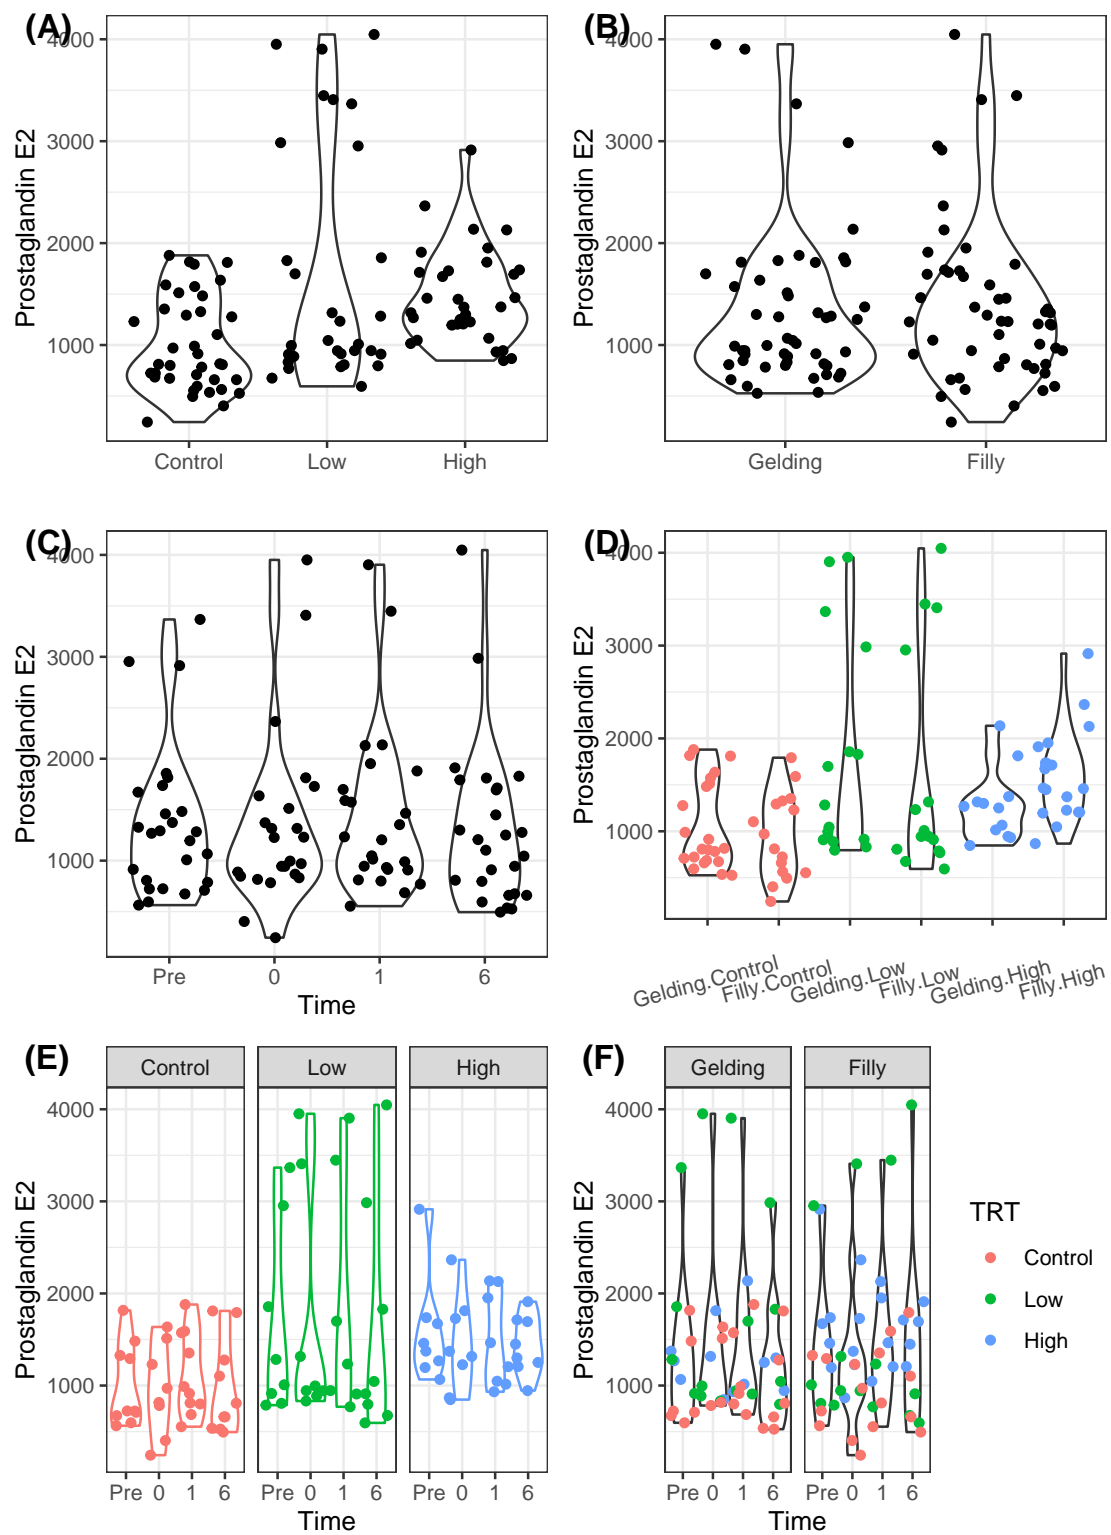 (A)
Prostaglandin E2
4000
3000
2000
1000
Control Low High
(B)
Prostaglandin E2
4000
3000
2000
1000
Gelding Filly
(C)
Prostaglandin E2
4000
3000
2000
1000
Pre 0 1 6
Time
(D)
Prostaglandin E2
4000
3000
2000
1000
Gelding.Control Filly.Control Gelding.Low Filly.Low Gelding.High Filly.High
(E)
Control Low High
Prostaglandin E2
4000
3000
2000
1000
Pre 0 1 6 Pre 0 1 6 Pre 0 1 6
Time
(F)
Gelding Filly
Prostaglandin E2
4000
3000
2000
1000
Pre 0 1 6 Pre 0 1 6
Time
TRT
Control
Low
High